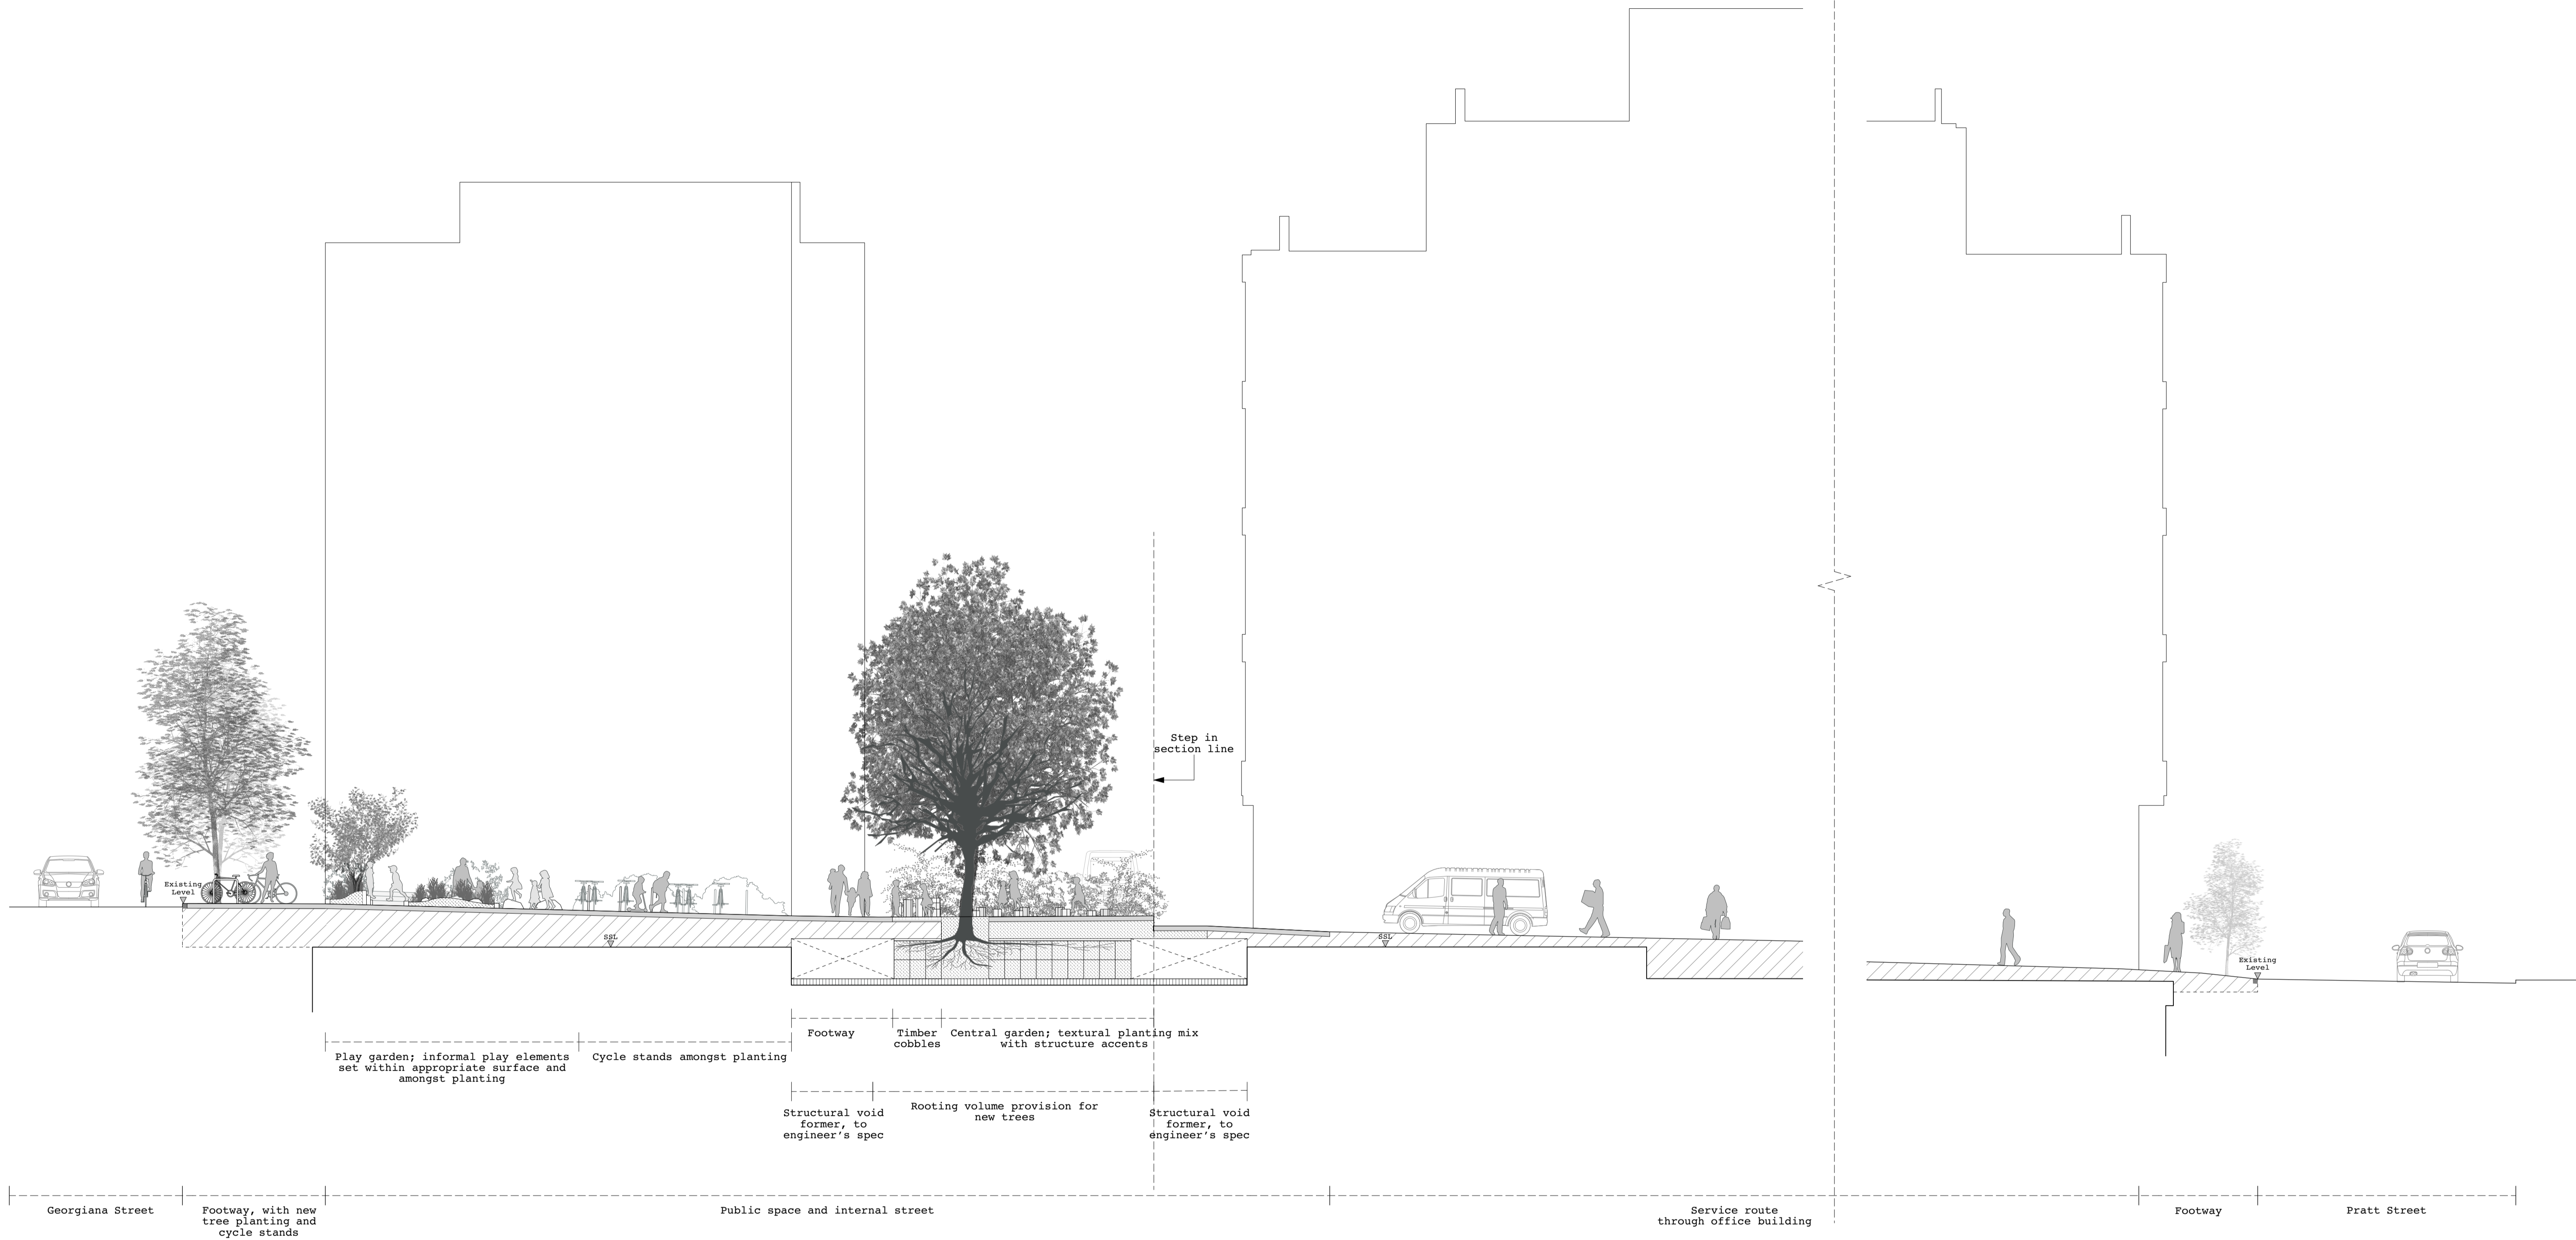 Step in
section line
Existing
Level
SSL
SSL
Existing
Level
Footway
Timber
cobbles
Central garden; textural planting mix
with structure accents
Play garden; informal play elements
set within appropriate surface and
amongst planting
Cycle stands amongst planting
Structural void
former, to
engineer's spec
Rooting volume provision for
new trees
Structural void
former, to
engineer's spec
Georgiana Street
Footway, with new
tree planting and
cycle stands
Public space and internal street
Service route
through office building
Footway
Pratt Street